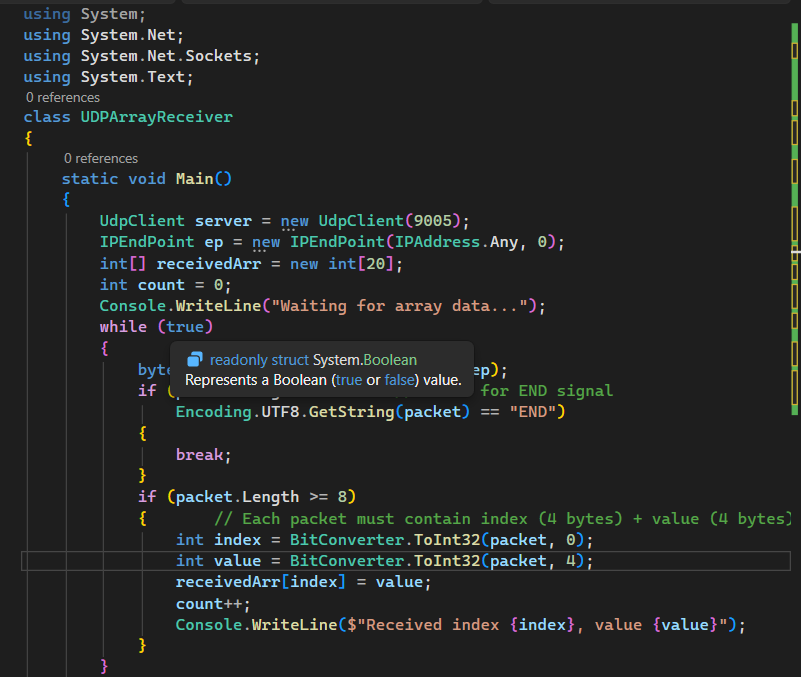 using System;
using System.Net;
using System.Net.Sockets;
using System.Text;
0 references
class UDPArrayReceiver
{
0 references
static void Main()
{
UdpClient server = new UdpClient(9005);
IPEndPoint ep = new IPEndPoint(IPAddress.Any, 0);
int[] receivedArr = new int[20];
int count = 0;
Console.WriteLine("Waiting for array data...");
while (true)
{
readonly struct System.Boolean
Represents a Boolean (true or false) value.
byte ep);
if ( for END signal
Encoding.UTF8.GetString(packet) == "END")
{
break;
}
if (packet.Length >= 8)
{ // Each packet must contain index (4 bytes) + value (4 bytes)
int index = BitConverter.ToInt32(packet, 0);
int value = BitConverter.ToInt32(packet, 4);
receivedArr[index] = value;
count++;
Console.WriteLine($"Received index {index}, value {value}");
}
}